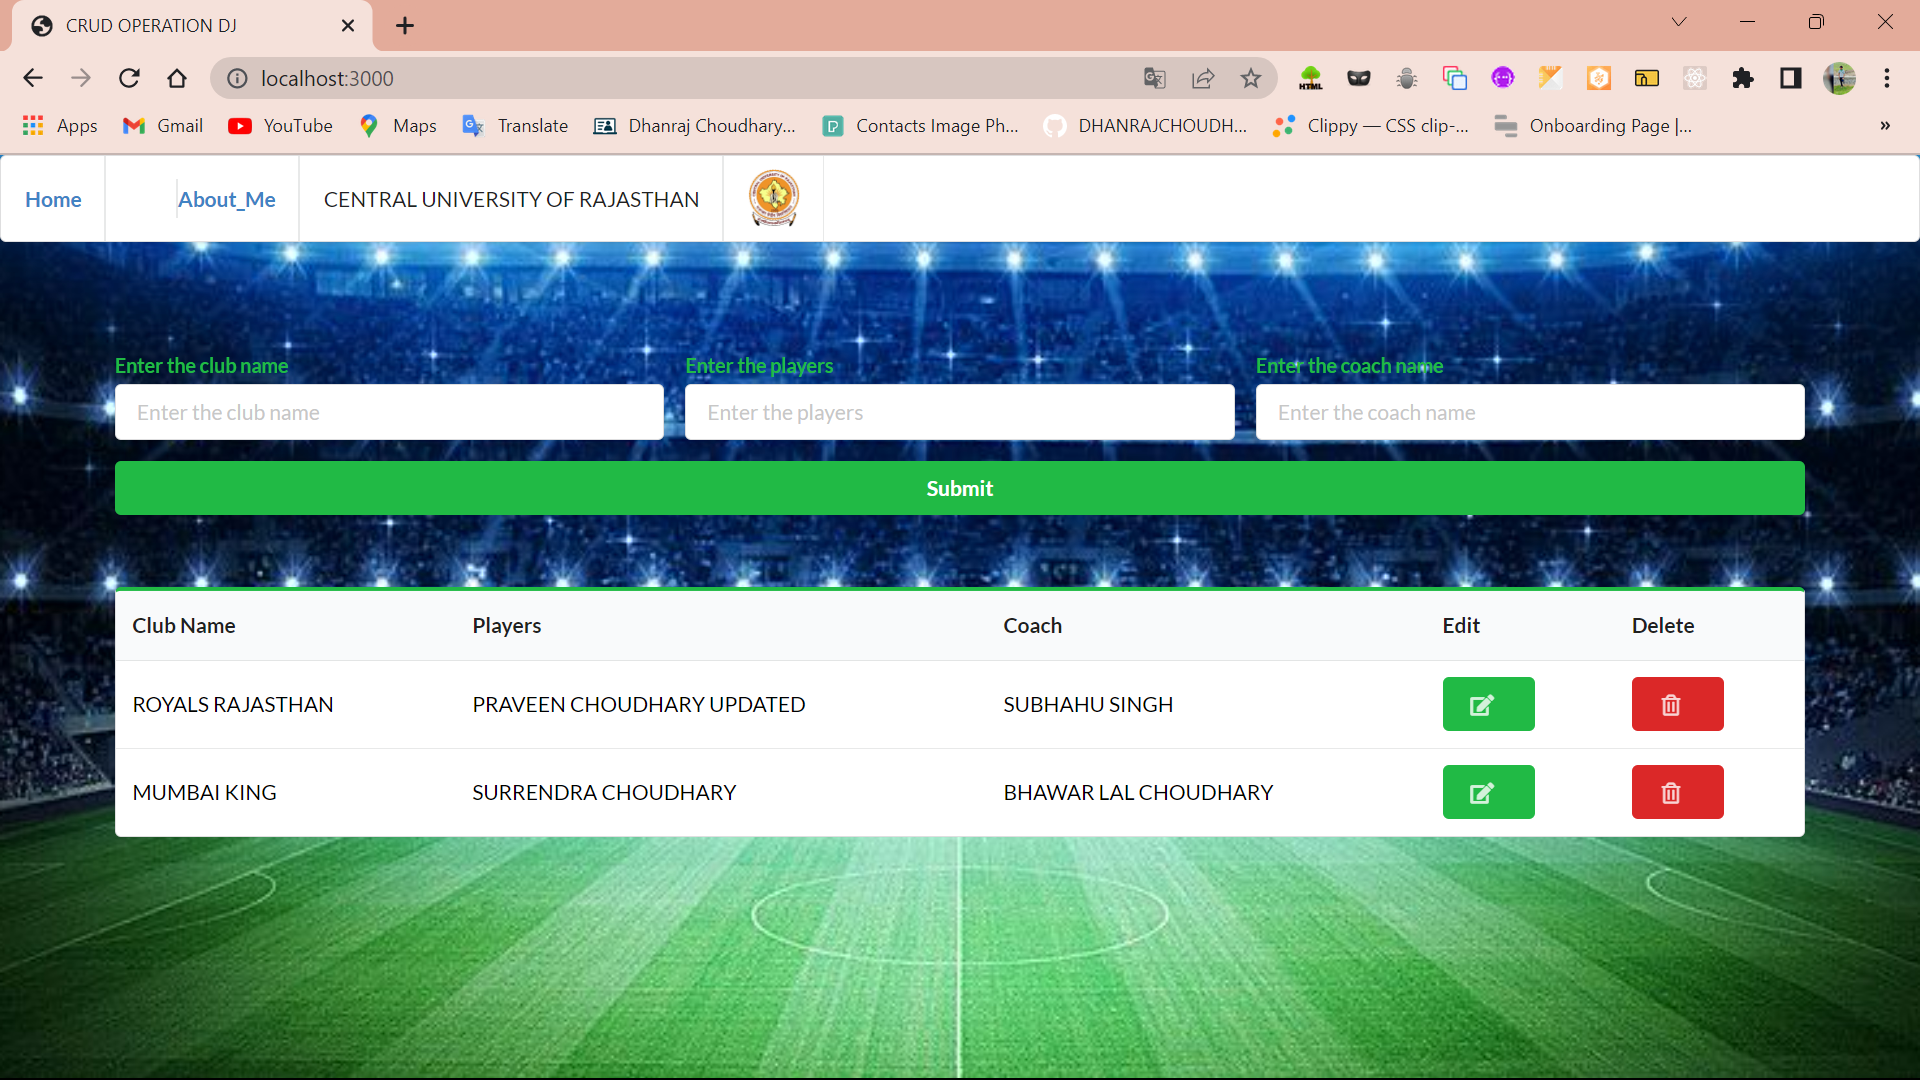 CRUD OPERATION DJ
localhost:3000
HTML
Apps Gmail YouTube Maps Translate Dhanraj Choudhary... Contacts Image Ph... DHANRAJCHOUDH... Clippy — CSS clip-... Onboarding Page |... »
Home About_Me CENTRAL UNIVERSITY OF RAJASTHAN
Enter the club name Enter the players Enter the coach name
Enter the club name Enter the players Enter the coach name
Submit
Club Name Players Coach Edit Delete
ROYALS RAJASTHAN PRAVEEN CHOUDHARY UPDATED SUBHAHU SINGH
MUMBAI KING SURRENDRA CHOUDHARY BHAWAR LAL CHOUDHARY